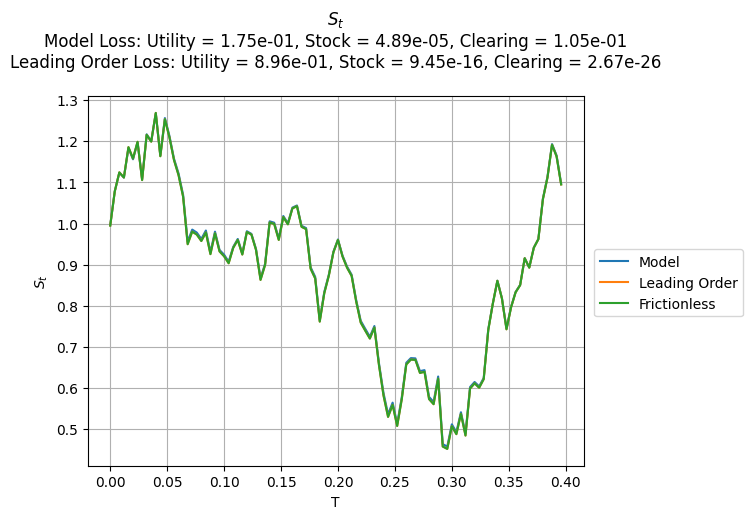 S_t
Model Loss: Utility = 1.75e-01, Stock = 4.89e-05, Clearing = 1.05e-01
Leading Order Loss: Utility = 8.96e-01, Stock = 9.45e-16, Clearing = 2.67e-26
1.3
1.2
1.1
1.0
0.9
0.8
0.7
0.6
0.5
S_t
0.00 0.05 0.10 0.15 0.20 0.25 0.30 0.35 0.40
T
Model
Leading Order
Frictionless